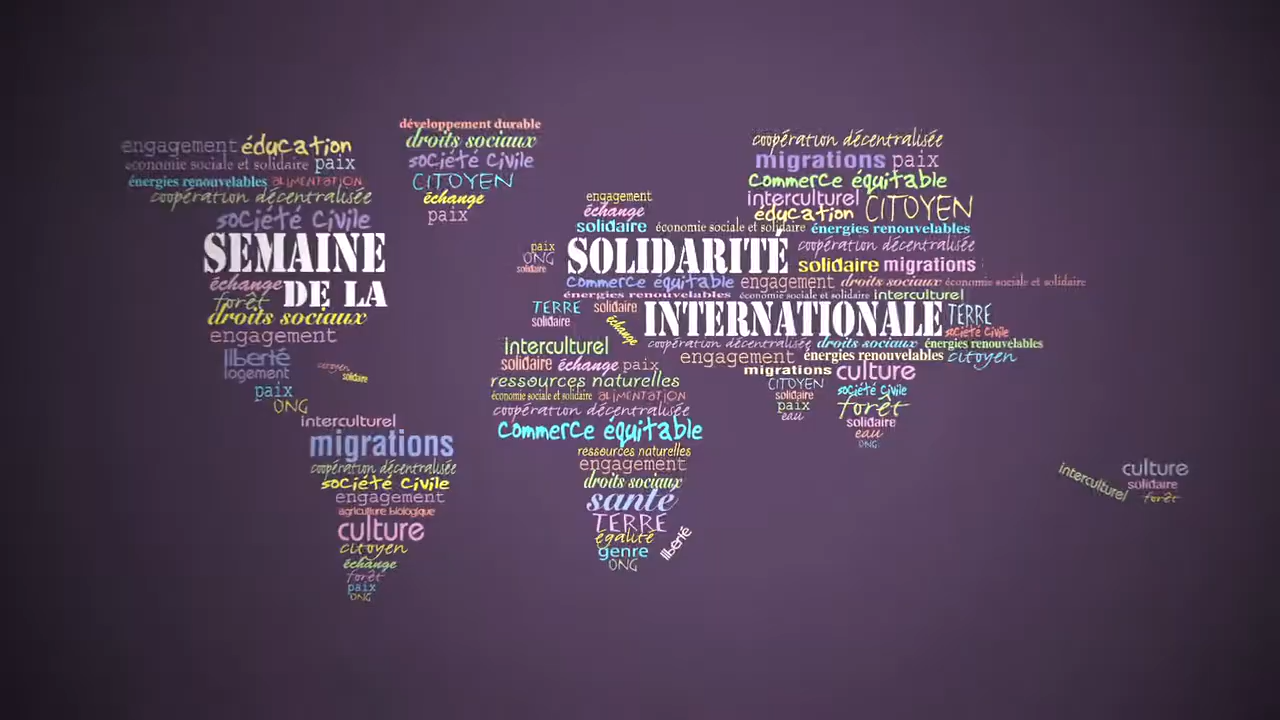 engagement éducation
économie sociale et solidaire paix
énergies renouvelables ALIMENTATION
coopération décentralisée
société Civile
SEMAINE
échange
DE LA
forêt
droits sociaux
engagement
liberté
logement
citoyen
solidaire
paix
ONG
interculturel
migrations
coopération décentralisée
société Civile
engagement
agriculture biologique
culture
citoyen
échange
forêt
paix
ONG
développement durable
droits sociaux
société Civile
CITOYEN
échange
paix
coopération décentralisée
migrations paix
commerce équitable
interculturel
éducation CITOYEN
engagement
échange
solidaire économie sociale et solidaire énergies renouvelables
paix
ONG
solidaire
SOLIDARITÉ
coopération décentralisée
solidaire migrations
commerce équitable engagement droits sociaux économie sociale et solidaire
énergies renouvelables économie sociale et solidaire interculturel
TERRE solidaire
solidaire
échange
INTERNATIONALE
TERRE
société Civile
coopération décentralisée droits sociaux énergies renouvelables
engagement énergies renouvelables citoyen
migrations culture
CITOYEN
solidaire
paix
eau
société Civile
forêt
solidaire
eau
ONG
interculturel
solidaire échange paix
ressources naturelles
économie sociale et solidaire ALIMENTATION
coopération décentralisée
commerce équitable
ressources naturelles
engagement
droits sociaux
santé
TERRE
égalité
genre
ONG
liberté
interculturel
culture
solidaire
forêt